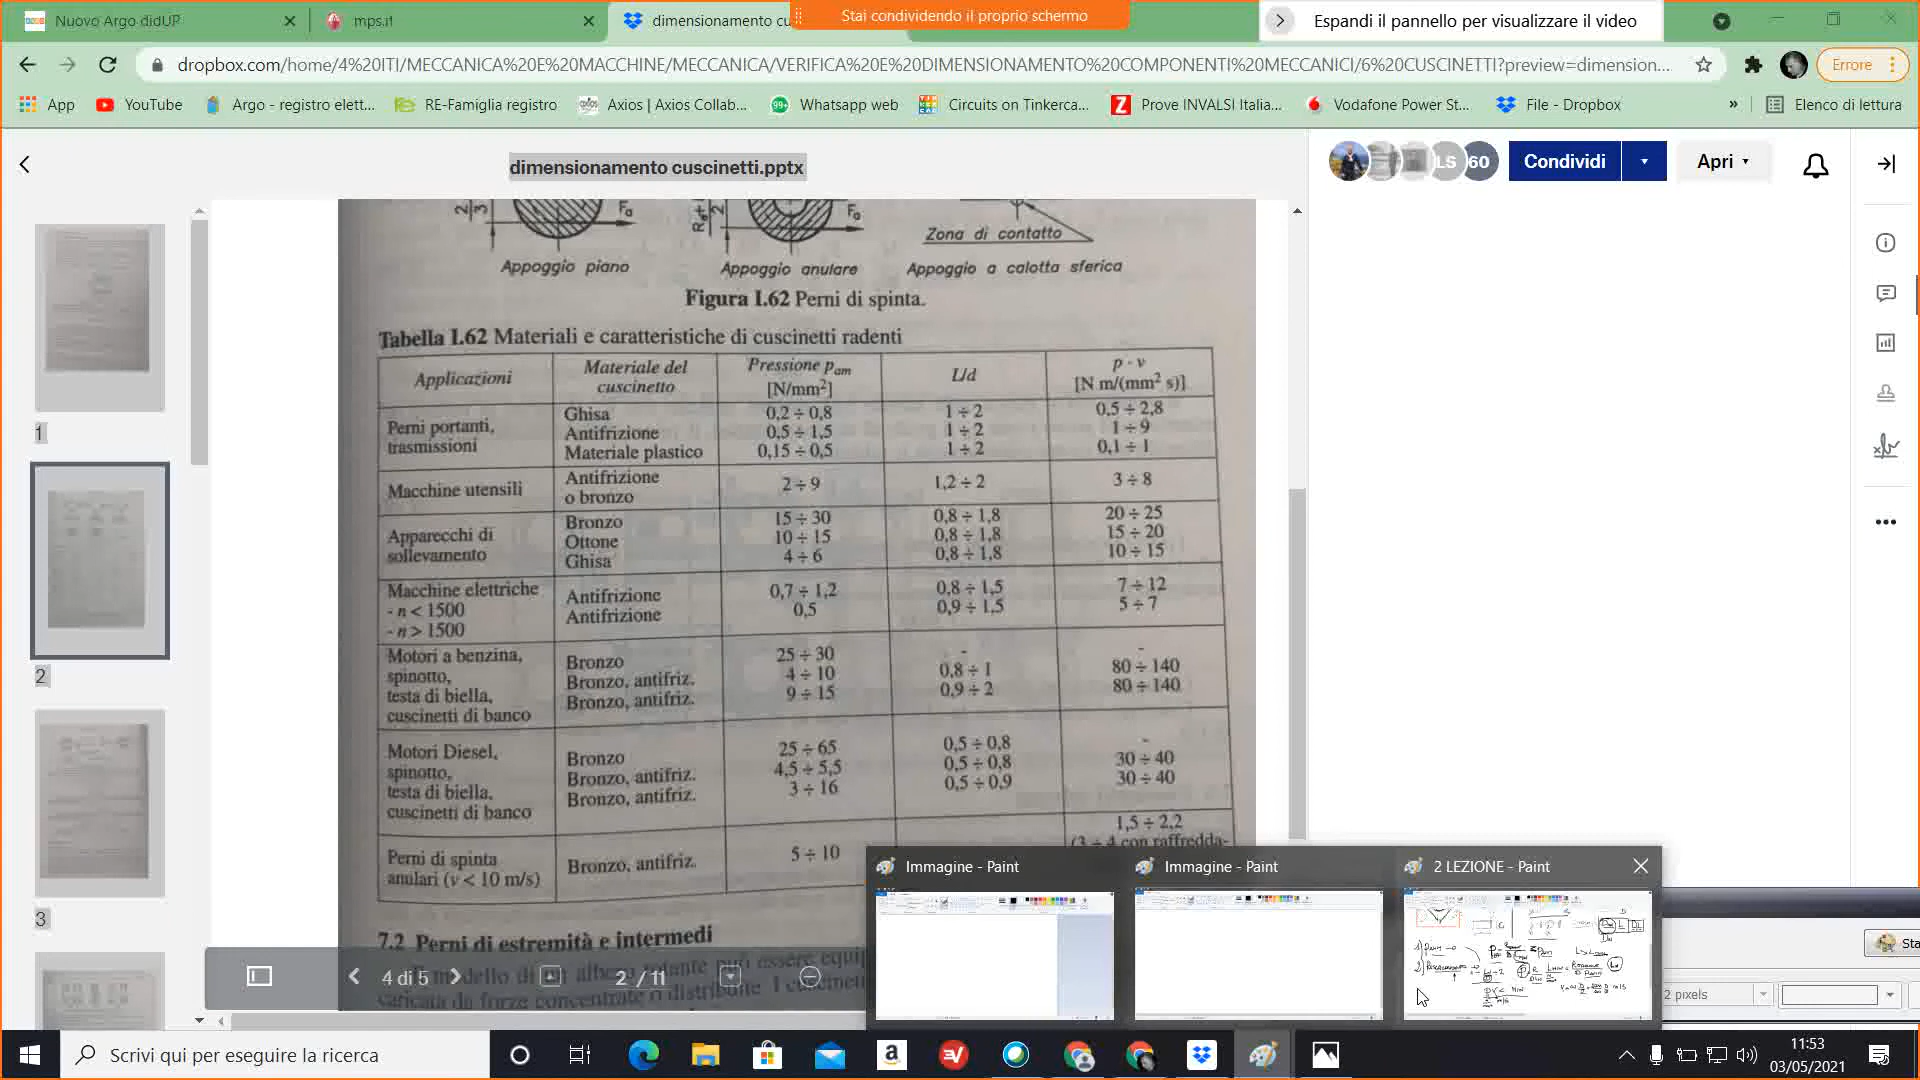 Nuovo Argo didUP
mps.it
dimensionamento cu
Stai condividendo il proprio schermo
Espandi il pannello per visualizzare il video
dropbox.com/home/4%20ITI/MECCANICA%20E%20MACCHINE/MECCANICA/VERIFICA%20E%20DIMENSIONAMENTO%20COMPONENTI%20MECCANICI/6%20CUSCINETTI?preview=dimension...
Errore
App
YouTube
Argo - registro elett...
RE-Famiglia registro
Axios | Axios Collab...
Whatsapp web
Circuits on Tinkerca...
Prove INVALSI Italia...
Vodafone Power St...
File - Dropbox
»
Elenco di lettura
dimensionamento cuscinetti.pptx
LS
60
Condividi
Apri
1
2
3
Zona di contatto
Appoggio piano
Appoggio anulare
Appoggio a calotta sferica
Figura I.62 Perni di spinta.
Tabella I.62 Materiali e caratteristiche di cuscinetti radenti
Applicazioni | Materiale del cuscinetto | Pressione pam [N/mm²] | L/d | p · v [N m/(mm² s)]
Perni portanti, trasmissioni | Ghisa | 0,2 ÷ 0,8 | 1 ÷ 2 | 0,5 ÷ 2,8
Antifrizione | 0,5 ÷ 1,5 | 1 ÷ 2 | 1 ÷ 9
Materiale plastico | 0,15 ÷ 0,5 | 1 ÷ 2 | 0,1 ÷ 1
Macchine utensili | Antifrizione o bronzo | 2 ÷ 9 | 1,2 ÷ 2 | 3 ÷ 8
Apparecchi di sollevamento | Bronzo | 15 ÷ 30 | 0,8 ÷ 1,8 | 20 ÷ 25
Ottone | 10 ÷ 15 | 0,8 ÷ 1,8 | 15 ÷ 20
Ghisa | 4 ÷ 6 | 0,8 ÷ 1,8 | 10 ÷ 15
Macchine elettriche
- n < 1500 | Antifrizione | 0,7 ÷ 1,2 | 0,8 ÷ 1,5 | 7 ÷ 12
- n > 1500 | Antifrizione | 0,5 | 0,9 ÷ 1,5 | 5 ÷ 7
Motori a benzina,
spinotto, | Bronzo | 25 ÷ 30 | - | -
testa di biella, | Bronzo, antifriz. | 4 ÷ 10 | 0,8 ÷ 1 | 80 ÷ 140
cuscinetti di banco | Bronzo, antifriz. | 9 ÷ 15 | 0,9 ÷ 2 | 80 ÷ 140
Motori Diesel,
spinotto, | Bronzo | 25 ÷ 65 | 0,5 ÷ 0,8 | -
testa di biella, | Bronzo, antifriz. | 4,5 ÷ 5,5 | 0,5 ÷ 0,8 | 30 ÷ 40
cuscinetti di banco | Bronzo, antifriz. | 3 ÷ 16 | 0,5 ÷ 0,9 | 30 ÷ 40
Perni di spinta anulari (v < 10 m/s) | Bronzo, antifriz. | 5 ÷ 10 | 1,5 ÷ 2,2
(3 ÷ 4 con raffredda-
7.2 Perni di estremità e intermedi
4 di 5
2 / 11
Immagine - Paint
Immagine - Paint
2 LEZIONE - Paint
2 pixels
Sta
Scrivi qui per eseguire la ricerca
11:53
03/05/2021